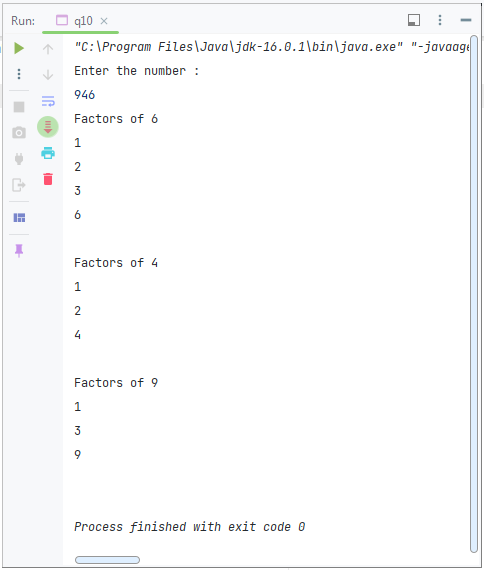 Run: q10
"C:\Program Files\Java\jdk-16.0.1\bin\java.exe" "-javaage
Enter the number :
946
Factors of 6
1
2
3
6
Factors of 4
1
2
4
Factors of 9
1
3
9
Process finished with exit code 0